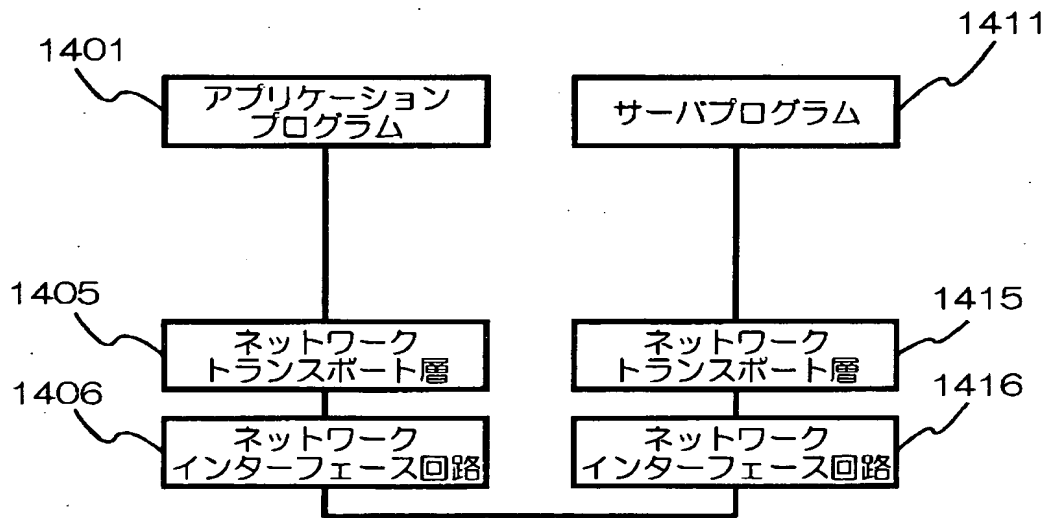 1401
アプリケーション
プログラム
1411
サーバプログラム
1405
ネットワーク
トランスポート層
1415
ネットワーク
トランスポート層
1406
ネットワーク
インターフェース回路
1416
ネットワーク
インターフェース回路